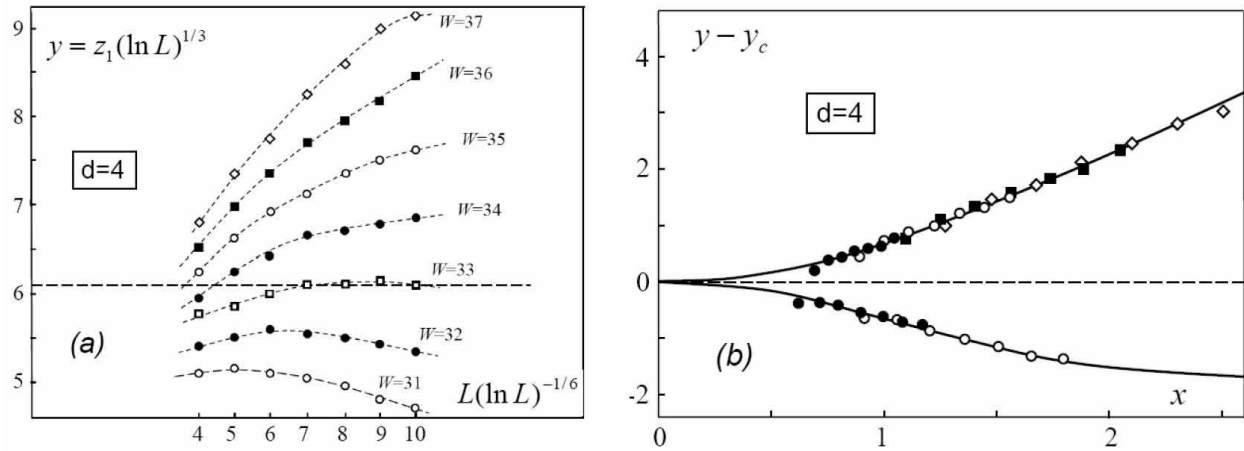 9
8
7
6
5
y = z₁(ln L)^{1/3}
d=4
W=37
W=36
W=35
W=34
W=33
W=32
W=31
(a)
L(ln L)^{-1/6}
4 5 6 7 8 9 10
y − y_c
d=4
4
2
0
-2
(b)
x
0 1 2